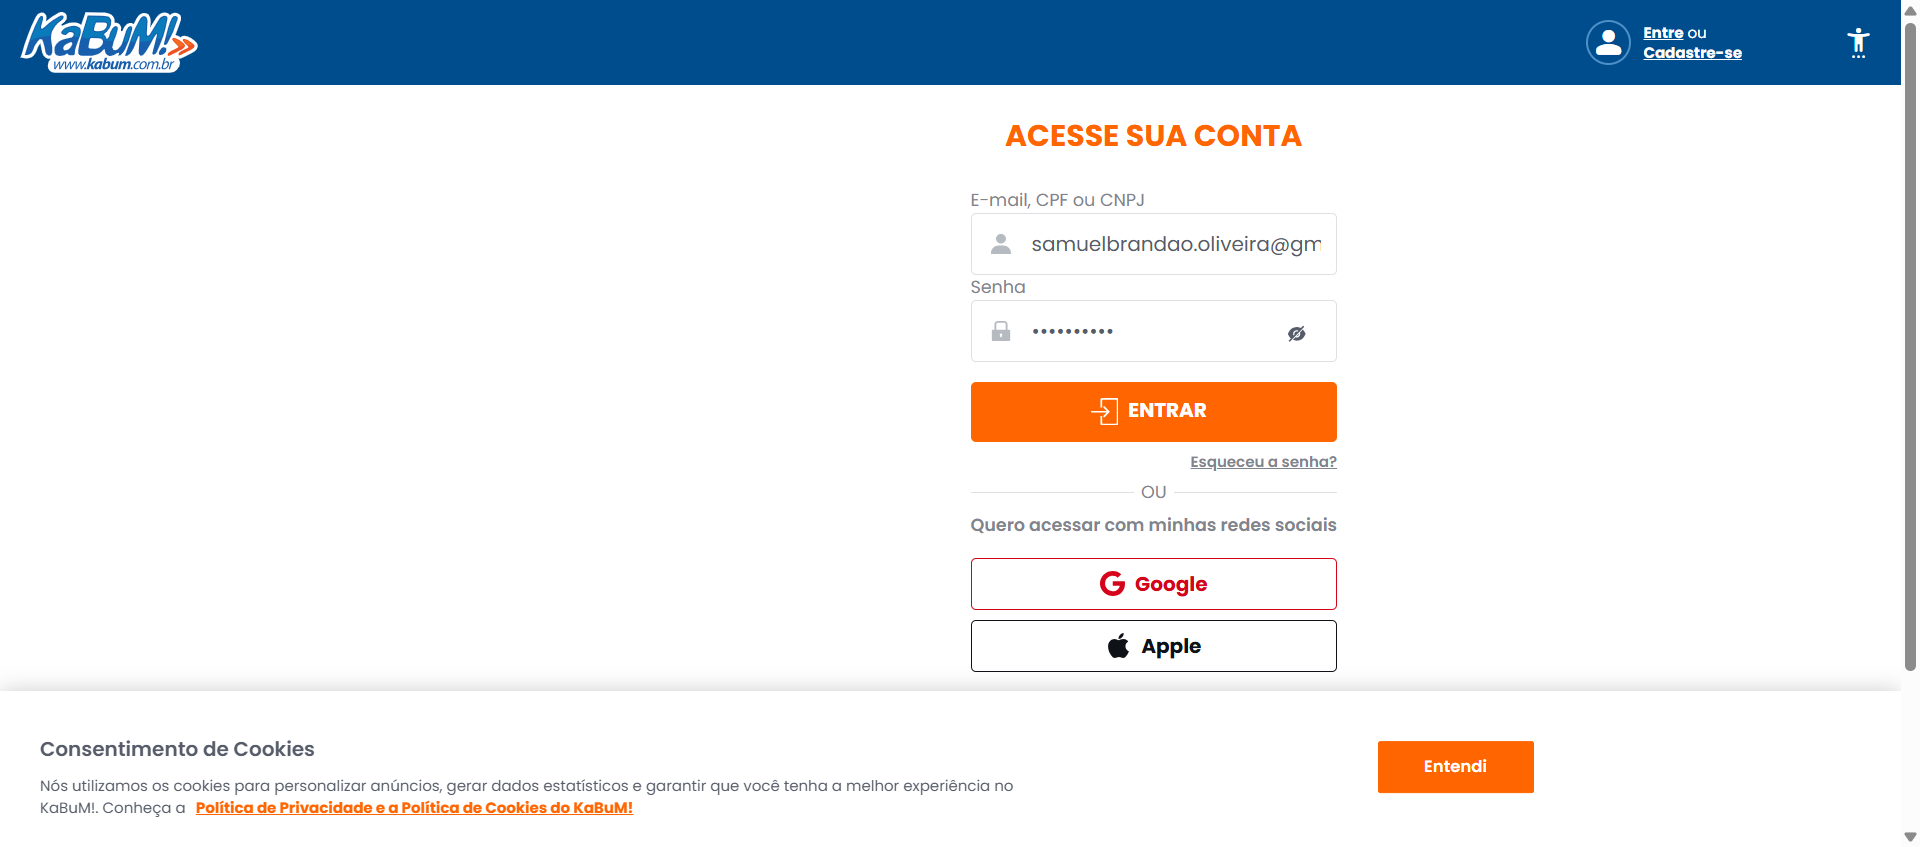 KaBuM!
www.kabum.com.br
Entre ou
Cadastre-se
ACESSE SUA CONTA
E-mail, CPF ou CNPJ
samuelbrandao.oliveira@gm
Senha
••••••••••
ENTRAR
Esqueceu a senha?
OU
Quero acessar com minhas redes sociais
Google
Apple
Consentimento de Cookies
Nós utilizamos os cookies para personalizar anúncios, gerar dados estatísticos e garantir que você tenha a melhor experiência no
KaBuM!. Conheça a Política de Privacidade e a Política de Cookies do KaBuM!
Entendi